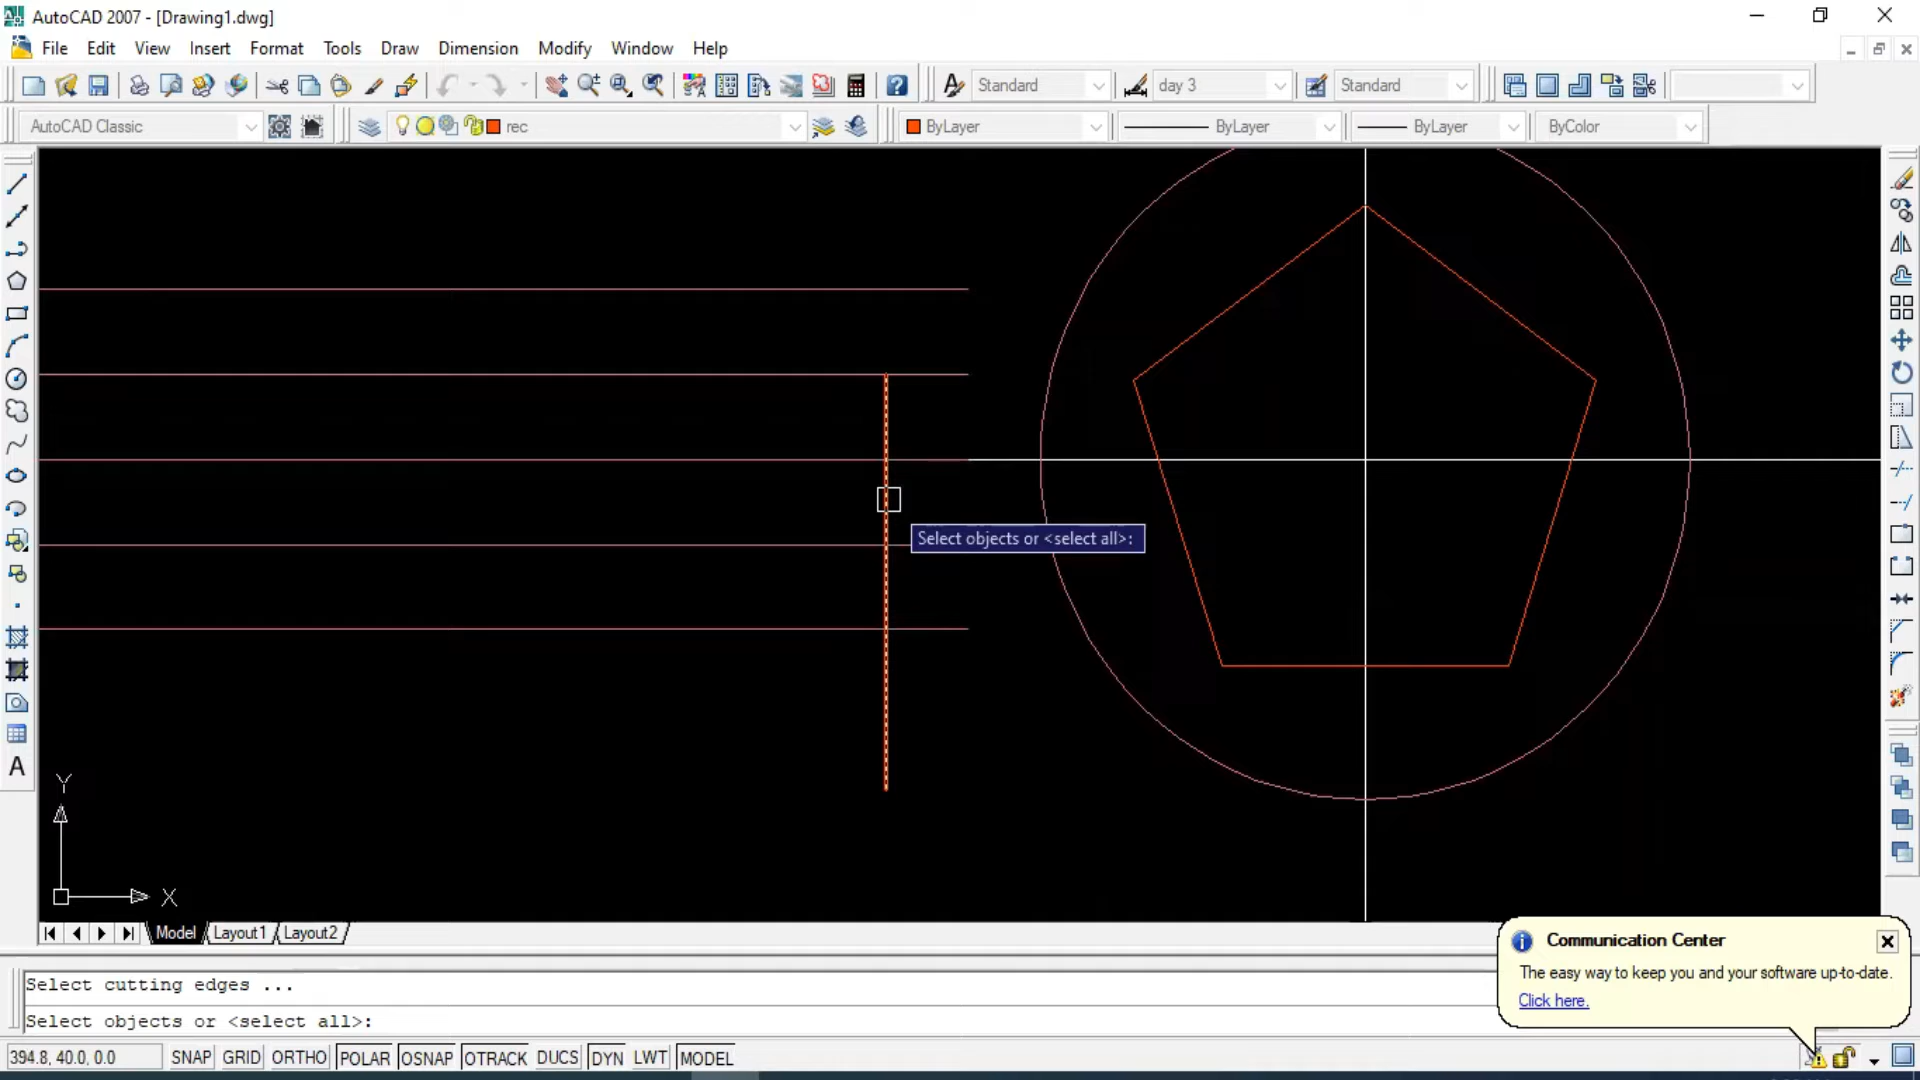 AutoCAD 2007 - [Drawing1.dwg]
File Edit View Insert Format Tools Draw Dimension Modify Window Help
Standard day 3 Standard
AutoCAD Classic rec ByLayer ByLayer ByLayer ByColor
Select objects or <select all>:
A
Y
X
Model Layout1 Layout2
Communication Center
The easy way to keep you and your software up-to-date.
Click here.
Select cutting edges ...
Select objects or <select all>:
394.8, 40.0, 0.0 SNAP GRID ORTHO POLAR OSNAP OTRACK DUCS DYN LWT MODEL